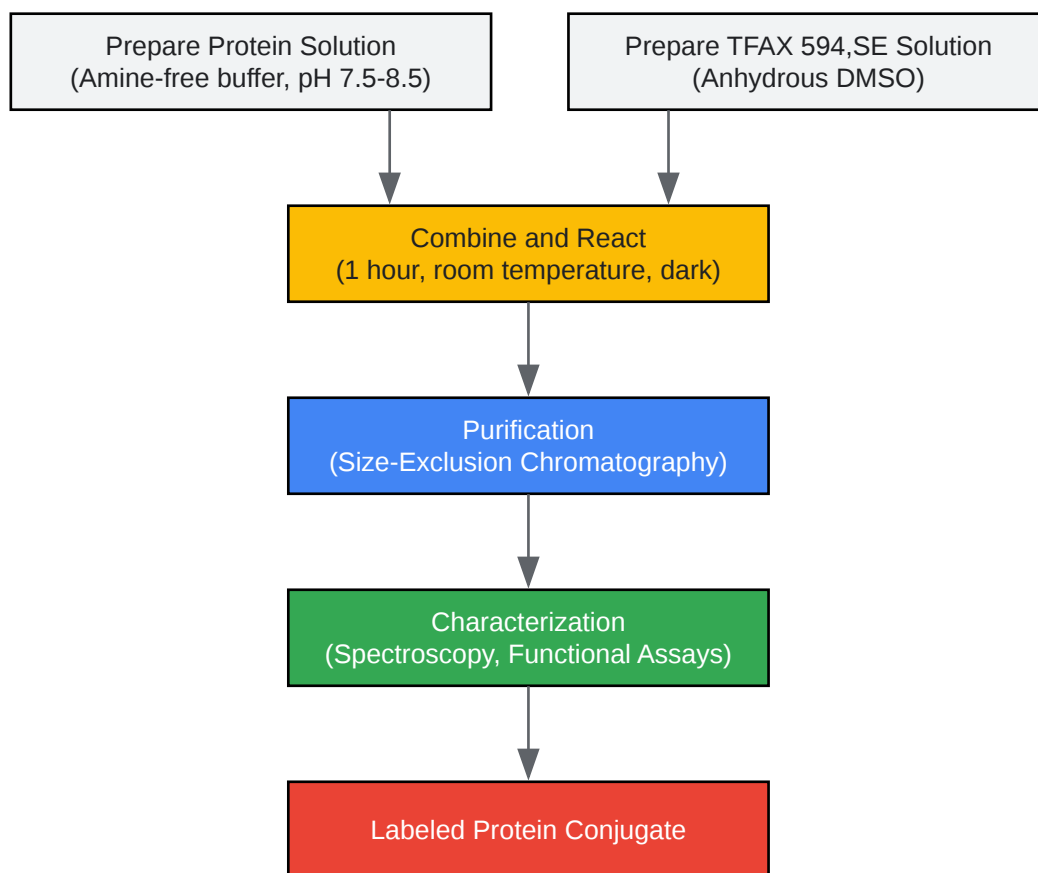 Prepare Protein Solution
(Amine-free buffer, pH 7.5-8.5)
Prepare TFAX 594,SE Solution
(Anhydrous DMSO)
Combine and React
(1 hour, room temperature, dark)
Purification
(Size-Exclusion Chromatography)
Characterization
(Spectroscopy, Functional Assays)
Labeled Protein Conjugate